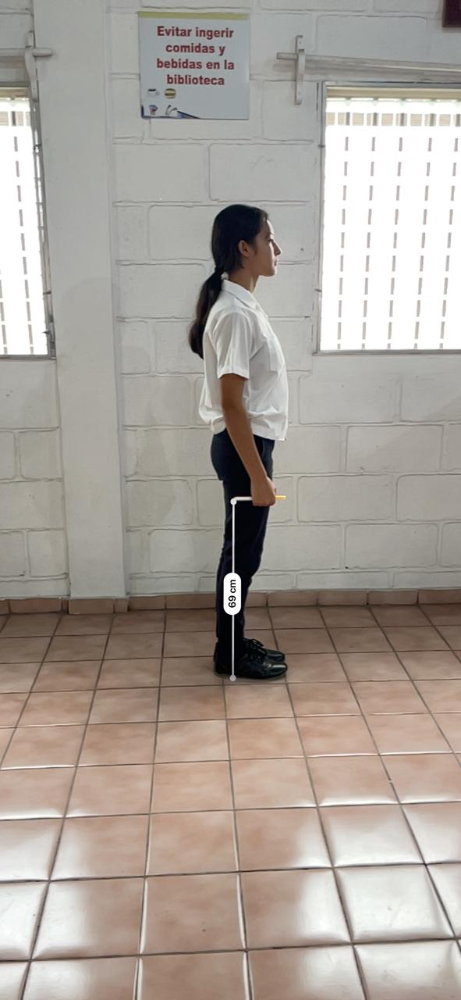 Evitar ingerir
comidas y
bebidas en la
biblioteca
69 cm